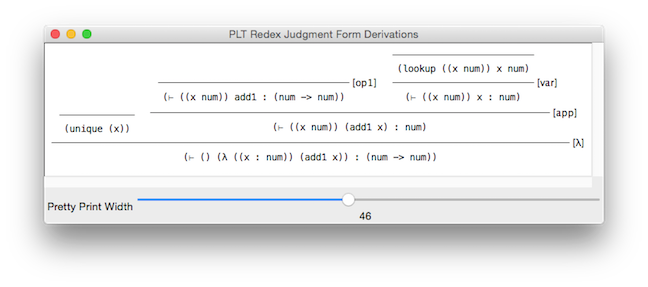 PLT Redex Judgment Form Derivations
(lookup ((x num)) x num)
[op1] [var]
(⊢ ((x num)) add1 : (num -> num)) (⊢ ((x num)) x : num)
[app]
(unique (x)) (⊢ ((x num)) (add1 x) : num)
[λ]
(⊢ () (λ ((x : num)) (add1 x)) : (num -> num))
Pretty Print Width
46